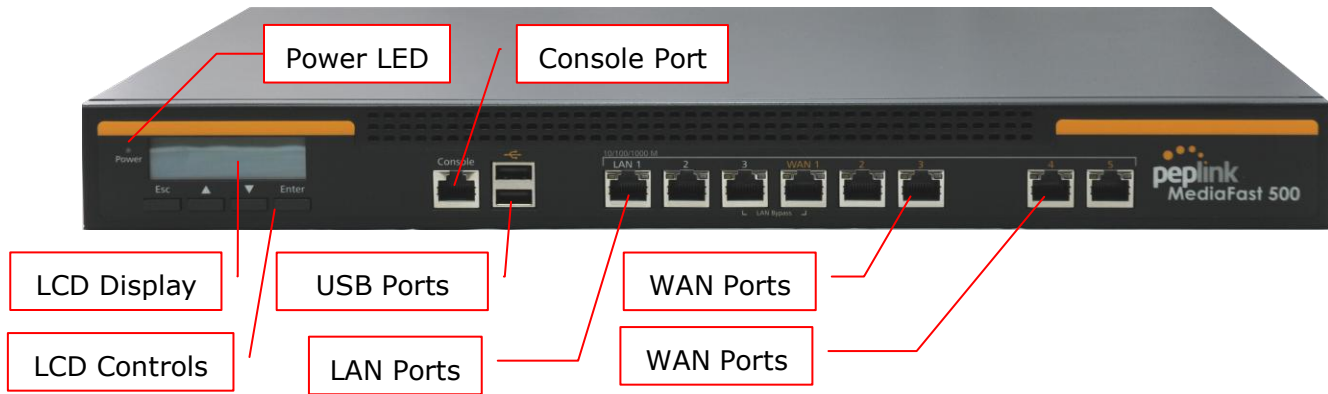 Power LED
Console Port
Power
Esc ▲ ▼ Enter
Console
10/100/1000 M
LAN 1 2 3 WAN 1 2 3 4 5
LAN Bypass
peplink
MediaFast 500
LCD Display
USB Ports
WAN Ports
LCD Controls
LAN Ports
WAN Ports